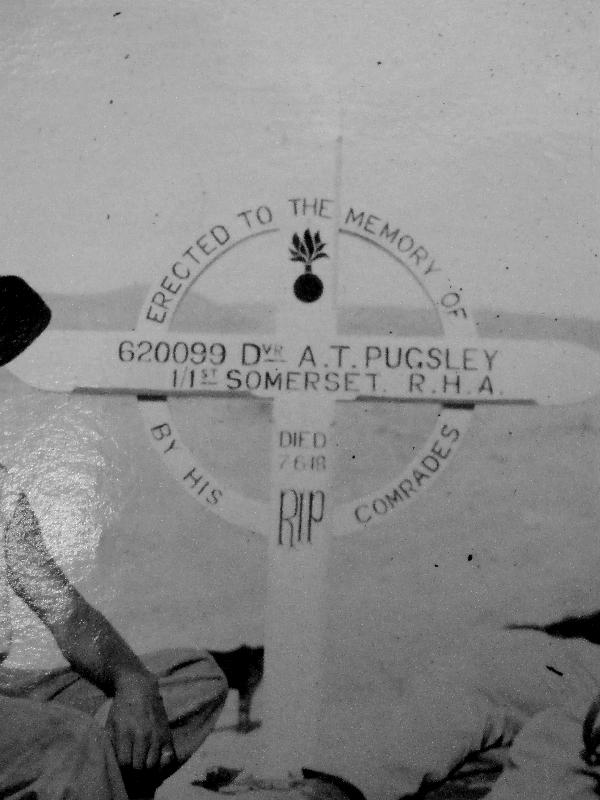 ERECTED TO THE MEMORY OF
620099 DVR A.T. PUGSLEY
1/1ST SOMERSET. R.H.A.
DIED
7·6·18
RIP
BY HIS COMRADES